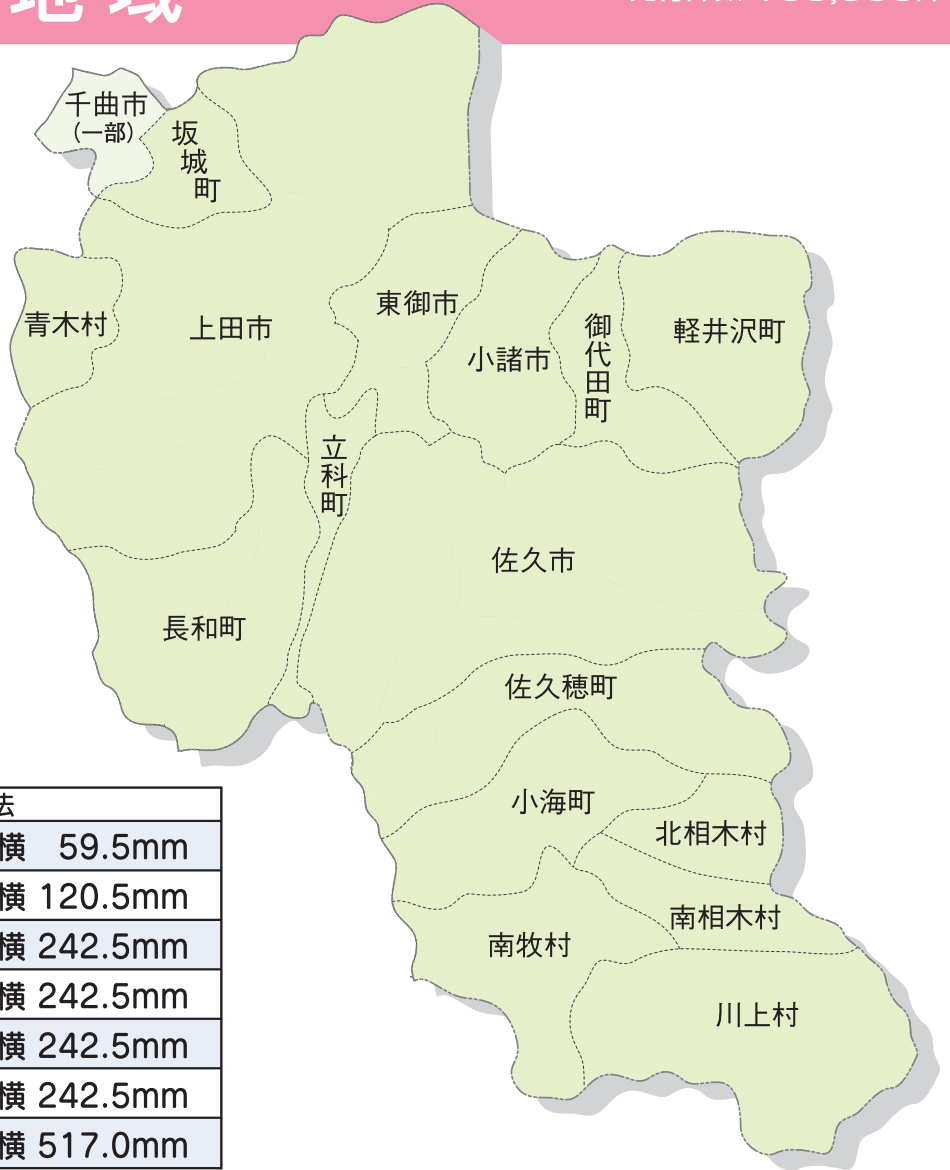 地域
千曲市
(一部)
坂城町
東御市
青木村
上田市
御代田町
軽井沢町
小諸市
立科町
佐久市
長和町
佐久穂町
小海町
北相木村
南相木村
南牧村
川上村
法
横 59.5mm
横 120.5mm
横 242.5mm
横 242.5mm
横 242.5mm
横 242.5mm
横 517.0mm